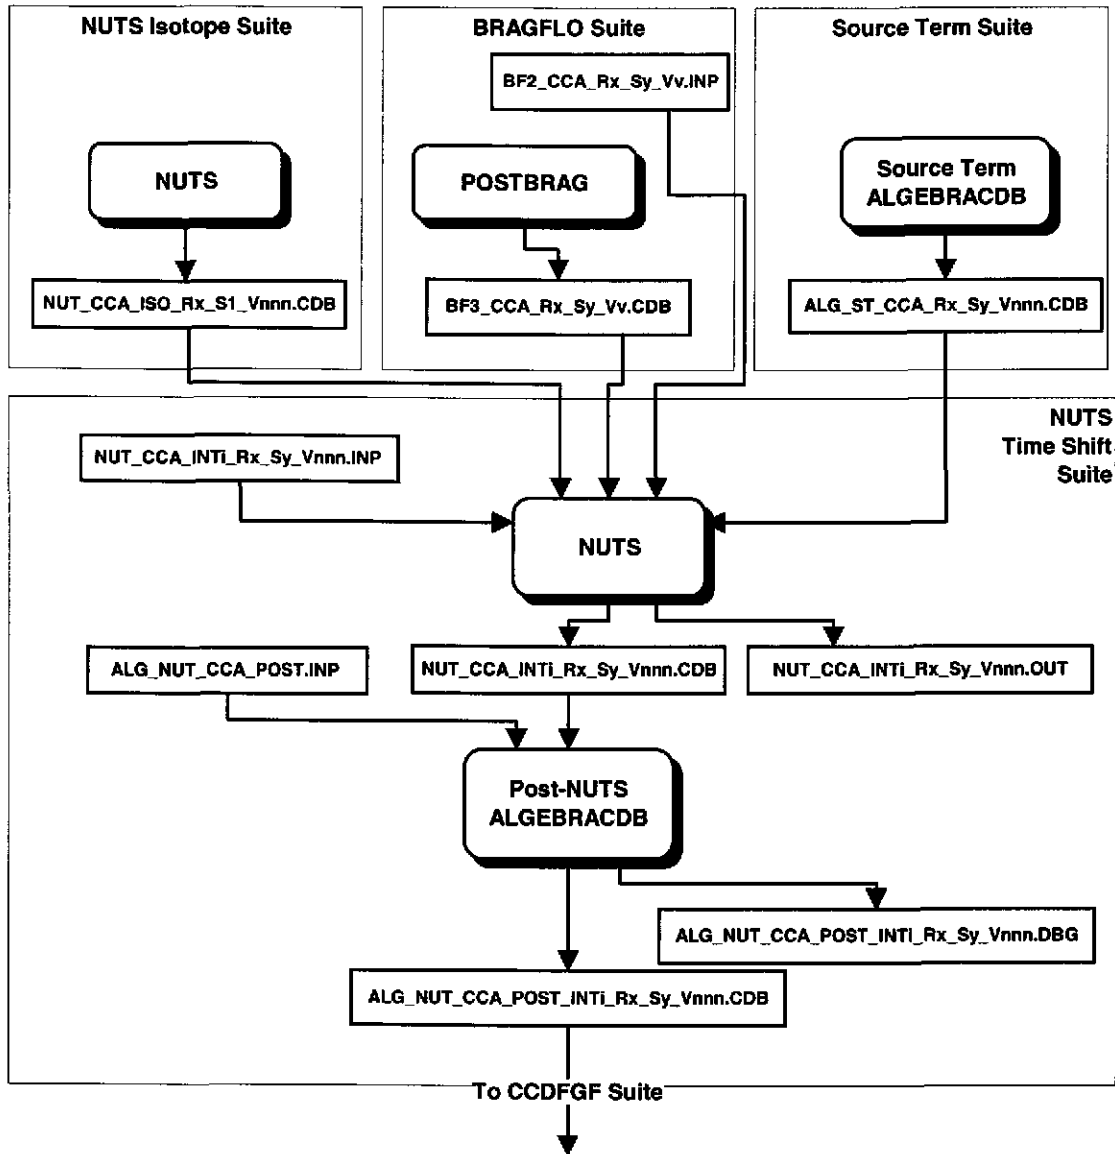 NUTS Isotope Suite
BRAGFLO Suite
Source Term Suite
BF2_CCA_Rx_Sy_Vv.INP
NUTS
POSTBRAG
Source Term
ALGEBRACDB
NUT_CCA_ISO_Rx_S1_Vnnn.CDB
BF3_CCA_Rx_Sy_Vv.CDB
ALG_ST_CCA_Rx_Sy_Vnnn.CDB
NUTS
Time Shift
Suite
NUT_CCA_INTi_Rx_Sy_Vnnn.INP
NUTS
ALG_NUT_CCA_POST.INP
NUT_CCA_INTi_Rx_Sy_Vnnn.CDB
NUT_CCA_INTi_Rx_Sy_Vnnn.OUT
Post-NUTS
ALGEBRACDB
ALG_NUT_CCA_POST_INTi_Rx_Sy_Vnnn.DBG
ALG_NUT_CCA_POST_INTi_Rx_Sy_Vnnn.CDB
To CCDFGF Suite